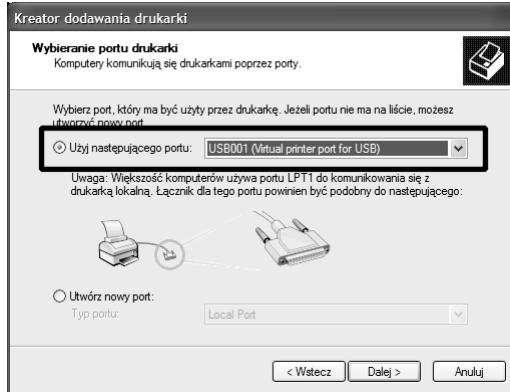 Kreator dodawania drukarki
Wybieranie portu drukarki
Komputery komunikują się drukarkami poprzez porty.
Wybierz port, który ma być użyty przez drukarkę. Jeżeli portu nie ma na liście, możesz
utworzyć nowy port.
Użyj następującego portu: USB001 (Virtual printer port for USB)
Uwaga: Większość komputerów używa portu LPT1 do komunikowania się z
drukarką lokalną. Łącznik dla tego portu powinien być podobny do następującego:
Utwórz nowy port:
Typ portu: Local Port
< Wstecz Dalej > Anuluj